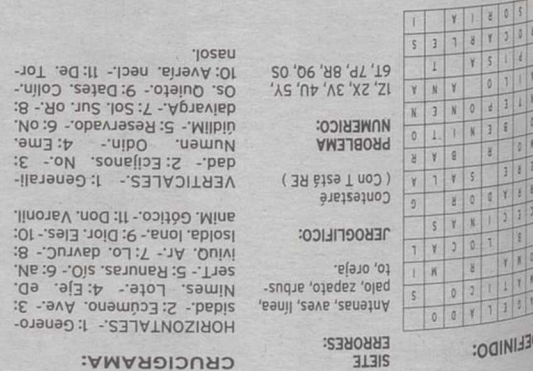 EFINIDO:
A G E L A D O
M A T I C O S
N A R M I
B L O C A L
E C I N A S
R A D O R G
E R E S A L A
O R B A R
B E N I T O
T E P O N E N
I L O A N A
P I S A T
O C A R L E S
S O R I A I
SIETE
ERRORES:
Antenas, aves, línea,
palo, zapato, arbus-
to, oreja.
JEROGLIFICO:
Contestaré
( Con T está RE )
PROBLEMA
NUMERICO:
1Z, 2X, 3V, 4U, 5Y,
6T, 7P, 8R, 9Q, 0S
CRUCIGRAMA:
HORIZONTALES.- 1: Genero-
sidad.- 2: Ecúmeno. Ave.- 3:
Nimes. Lote.- 4: Eje. eD.
serT.- 5: Ranuras. sIO.- 6: aN.
iviuQ. Ar.- 7: Lo. davruC.- 8:
Isolda. Iona.- 9: Dior. Eles.- 10:
aniM. Gótico.- 11: Don. Varonil.
VERTICALES.- 1: Generali-
dad.- 2: Ecijanos. No.- 3:
Numen. Odin.- 4: Eme.
úidliM.- 5: Reservado.- 6: oN.
daivargA.- 7: Sol. Sur. oR.- 8:
Os. Quieto.- 9: Dates. Colin.-
10: Avería. necI.- 11: De. Tor-
nasol.